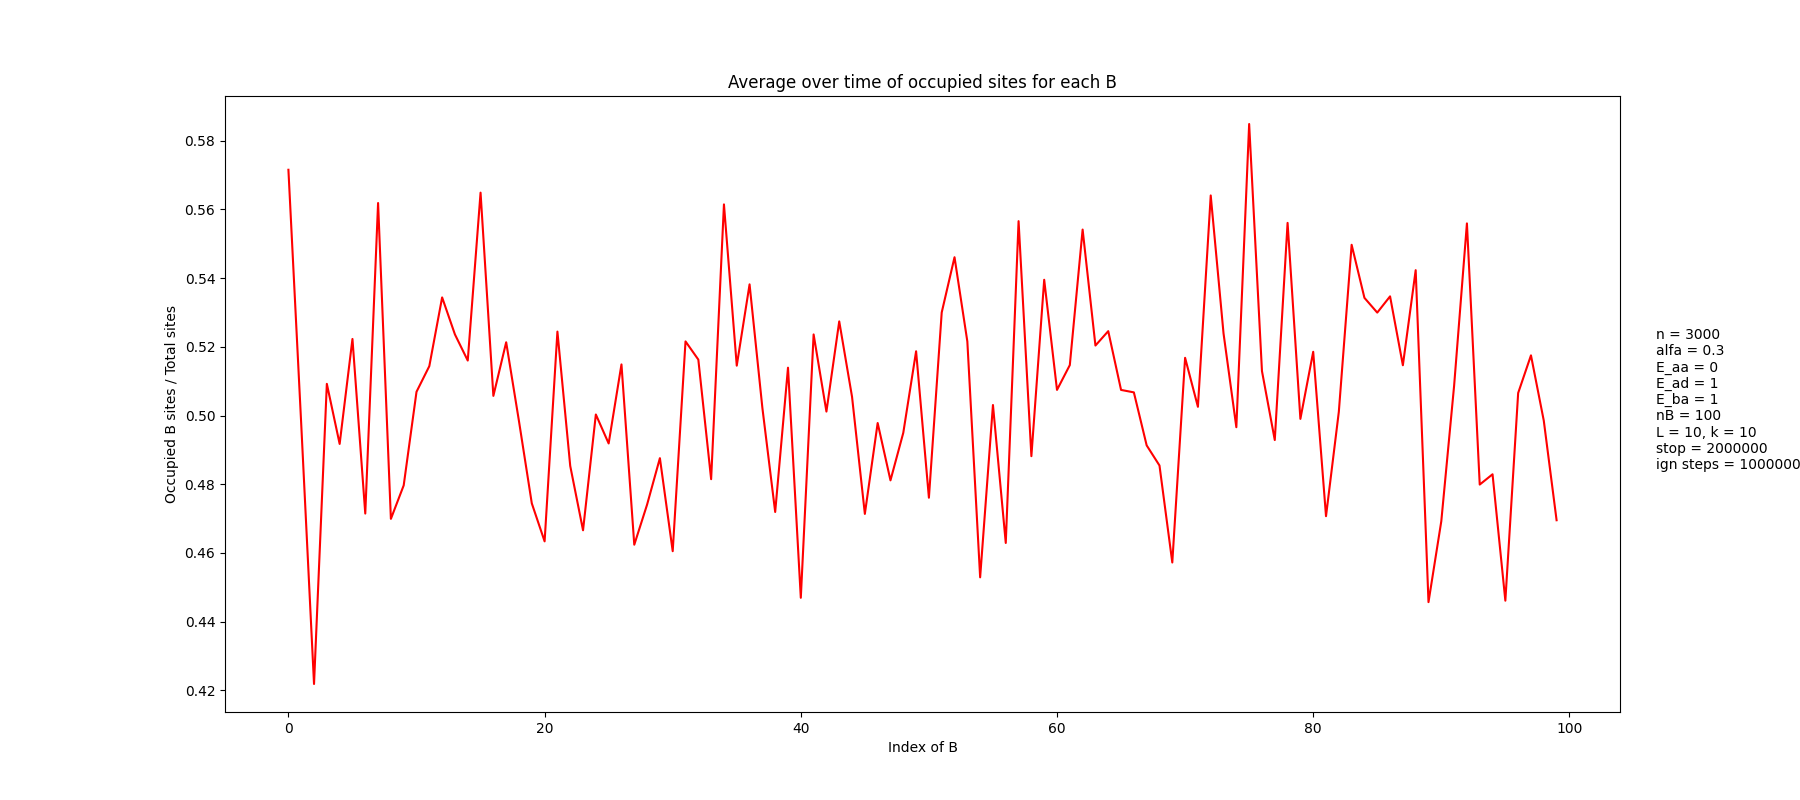 Average over time of occupied sites for each B
Occupied B sites / Total sites
0.58
0.56
0.54
0.52
0.50
0.48
0.46
0.44
0.42
0 20 40 60 80 100
Index of B
n = 3000
alfa = 0.3
E_aa = 0
E_ad = 1
E_ba = 1
nB = 100
L = 10, k = 10
stop = 2000000
ign steps = 1000000